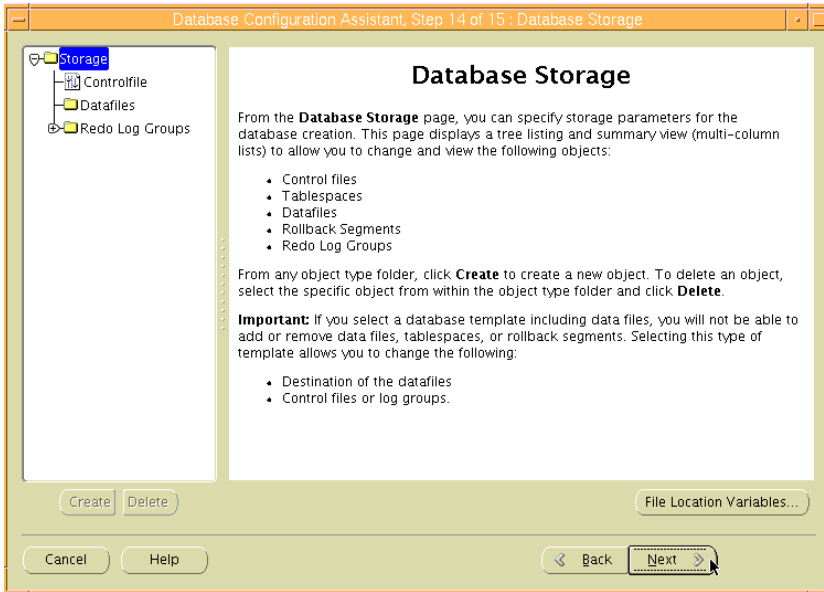 Database Configuration Assistant, Step 14 of 15 : Database Storage
Storage
Controlfile
Datafiles
Redo Log Groups
Database Storage
From the Database Storage page, you can specify storage parameters for the
database creation. This page displays a tree listing and summary view (multi-column
lists) to allow you to change and view the following objects:
Control files
Tablespaces
Datafiles
Rollback Segments
Redo Log Groups
From any object type folder, click Create to create a new object. To delete an object,
select the specific object from within the object type folder and click Delete.
Important: If you select a database template including data files, you will not be able to
add or remove data files, tablespaces, or rollback segments. Selecting this type of
template allows you to change the following:
Destination of the datafiles
Control files or log groups.
Create Delete File Location Variables...
Cancel Help Back Next